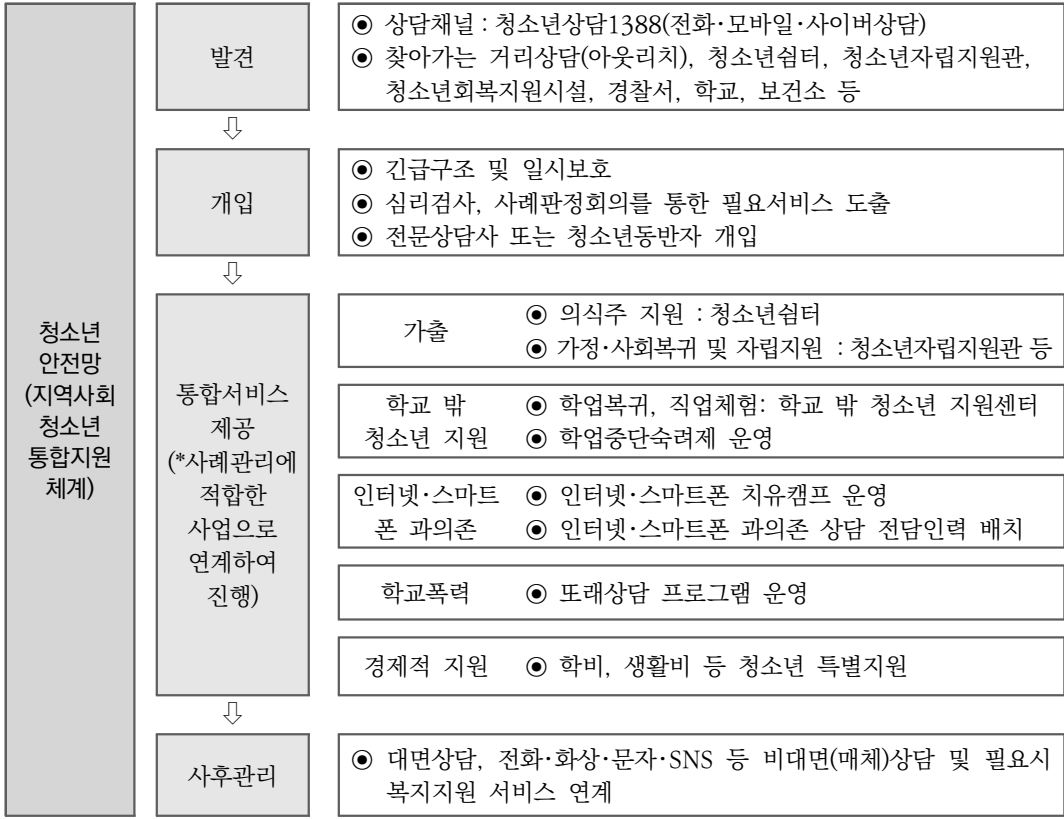 청소년
안전망
(지역사회
청소년
통합지원
체계)
발견
◉ 상담채널 : 청소년상담1388(전화･모바일･사이버상담)
◉ 찾아가는 거리상담(아웃리치), 청소년쉼터, 청소년자립지원관,
청소년회복지원시설, 경찰서, 학교, 보건소 등
⇩
개입
◉ 긴급구조 및 일시보호
◉ 심리검사, 사례판정회의를 통한 필요서비스 도출
◉ 전문상담사 또는 청소년동반자 개입
⇩
통합서비스
제공
(*사례관리에
적합한
사업으로
연계하여
진행)
가출
◉ 의식주 지원 : 청소년쉼터
◉ 가정･사회복귀 및 자립지원 : 청소년자립지원관 등
학교 밖
청소년 지원
◉ 학업복귀, 직업체험: 학교 밖 청소년 지원센터
◉ 학업중단숙려제 운영
인터넷･스마트
폰 과의존
◉ 인터넷･스마트폰 치유캠프 운영
◉ 인터넷･스마트폰 과의존 상담 전담인력 배치
학교폭력
◉ 또래상담 프로그램 운영
경제적 지원
◉ 학비, 생활비 등 청소년 특별지원
⇩
사후관리
◉ 대면상담, 전화･화상･문자･SNS 등 비대면(매체)상담 및 필요시
복지지원 서비스 연계